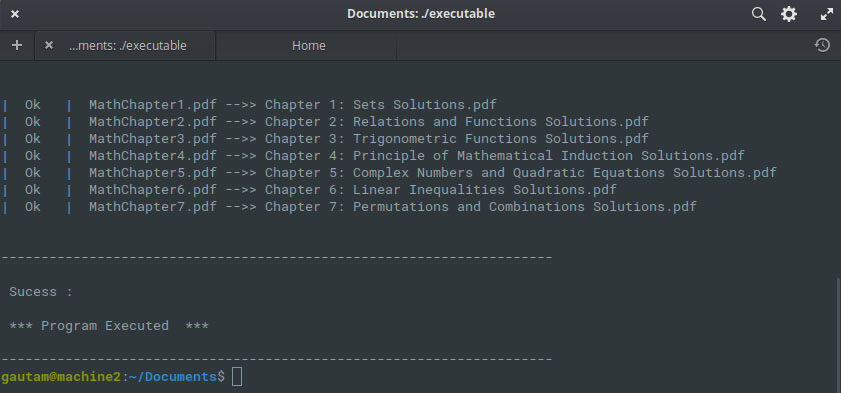 Documents: ./executable
...ments: ./executable
Home
| Ok | MathChapter1.pdf -->> Chapter 1: Sets Solutions.pdf
| Ok | MathChapter2.pdf -->> Chapter 2: Relations and Functions Solutions.pdf
| Ok | MathChapter3.pdf -->> Chapter 3: Trigonometric Functions Solutions.pdf
| Ok | MathChapter4.pdf -->> Chapter 4: Principle of Mathematical Induction Solutions.pdf
| Ok | MathChapter5.pdf -->> Chapter 5: Complex Numbers and Quadratic Equations Solutions.pdf
| Ok | MathChapter6.pdf -->> Chapter 6: Linear Inequalities Solutions.pdf
| Ok | MathChapter7.pdf -->> Chapter 7: Permutations and Combinations Solutions.pdf
---------------------------------------------------------------------
Sucess :
*** Program Executed  ***
---------------------------------------------------------------------
gautam@machine2:~/Documents$